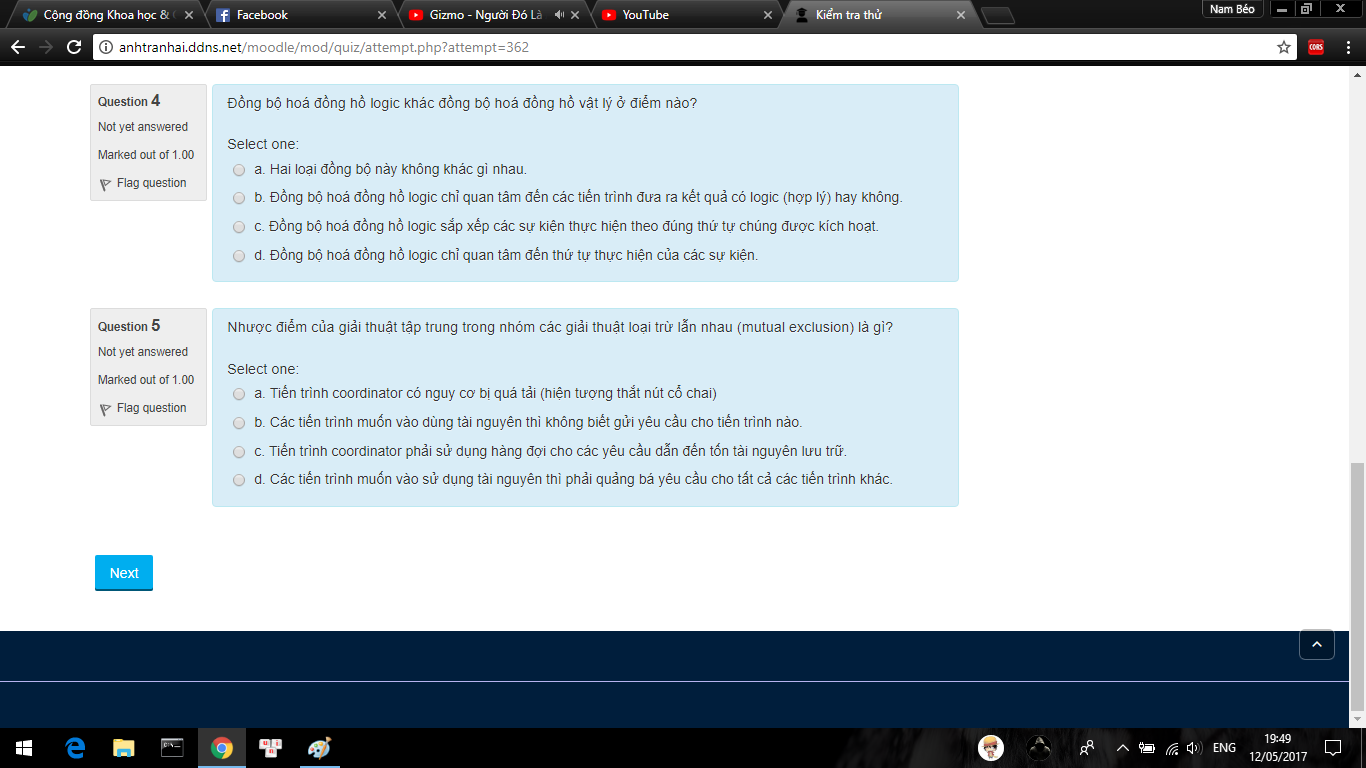 Cộng đồng Khoa học &
Facebook
Gizmo - Người Đó Là
YouTube
Kiểm tra thử
Nam Béo
anhtranhai.ddns.net/moodle/mod/quiz/attempt.php?attempt=362
CORS
Question 4
Not yet answered
Marked out of 1.00
Flag question
Đồng bộ hoá đồng hồ logic khác đồng bộ hoá đồng hồ vật lý ở điểm nào?
Select one:
a. Hai loại đồng bộ này không khác gì nhau.
b. Đồng bộ hoá đồng hồ logic chỉ quan tâm đến các tiến trình đưa ra kết quả có logic (hợp lý) hay không.
c. Đồng bộ hoá đồng hồ logic sắp xếp các sự kiện thực hiện theo đúng thứ tự chúng được kích hoạt.
d. Đồng bộ hoá đồng hồ logic chỉ quan tâm đến thứ tự thực hiện của các sự kiện.
Question 5
Not yet answered
Marked out of 1.00
Flag question
Nhược điểm của giải thuật tập trung trong nhóm các giải thuật loại trừ lẫn nhau (mutual exclusion) là gì?
Select one:
a. Tiến trình coordinator có nguy cơ bị quá tải (hiện tượng thắt nút cổ chai)
b. Các tiến trình muốn vào dùng tài nguyên thì không biết gửi yêu cầu cho tiến trình nào.
c. Tiến trình coordinator phải sử dụng hàng đợi cho các yêu cầu dẫn đến tốn tài nguyên lưu trữ.
d. Các tiến trình muốn vào sử dụng tài nguyên thì phải quảng bá yêu cầu cho tất cả các tiến trình khác.
Next
ENG
19:49
12/05/2017